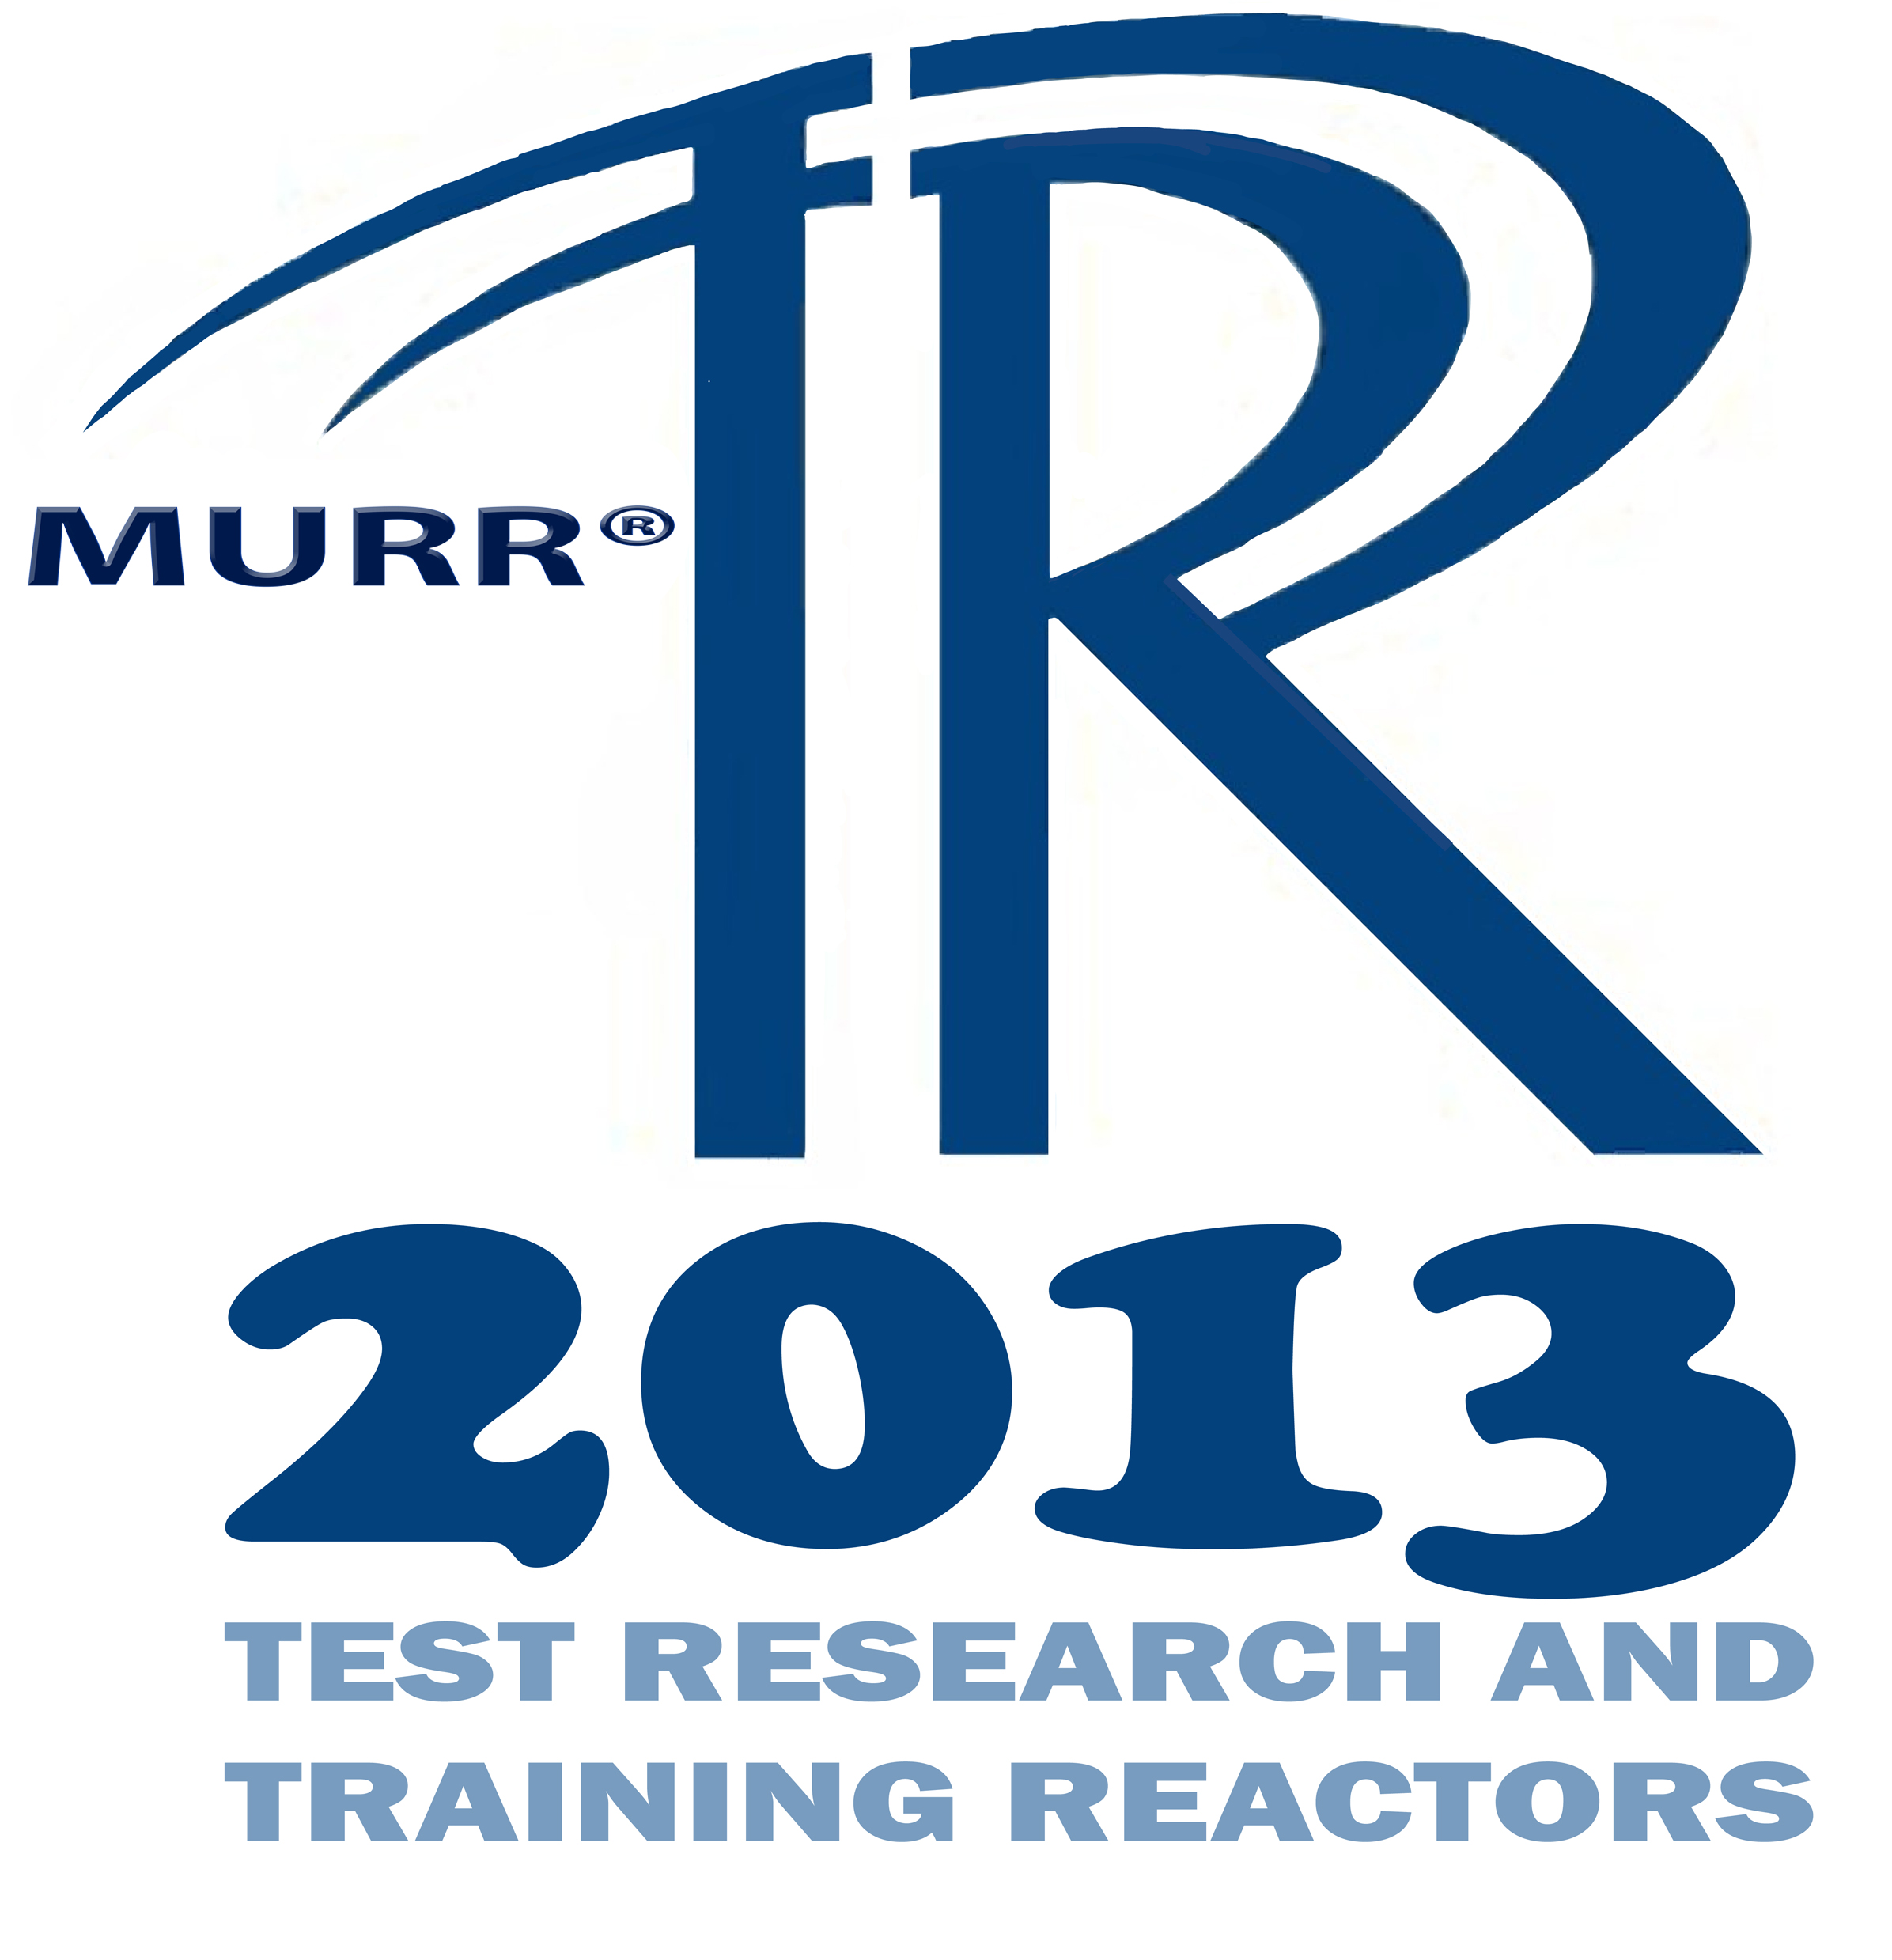 TR
MURR®
2013
TEST RESEARCH AND
TRAINING REACTORS